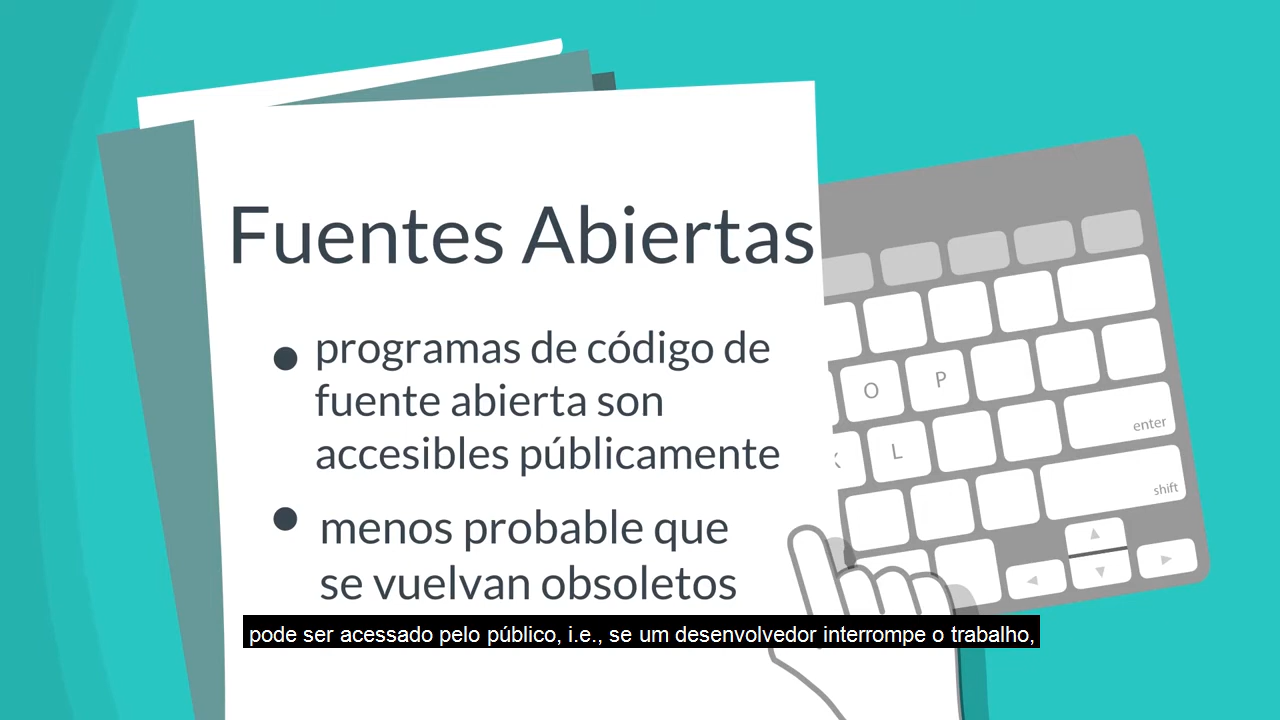 Fuentes Abiertas
programas de código de
fuente abierta son
accesibles públicamente
menos probable que
se vuelvan obsoletos
pode ser acessado pelo público, i.e., se um desenvolvedor interrompe o trabalho,
O
P
L
K
enter
shift